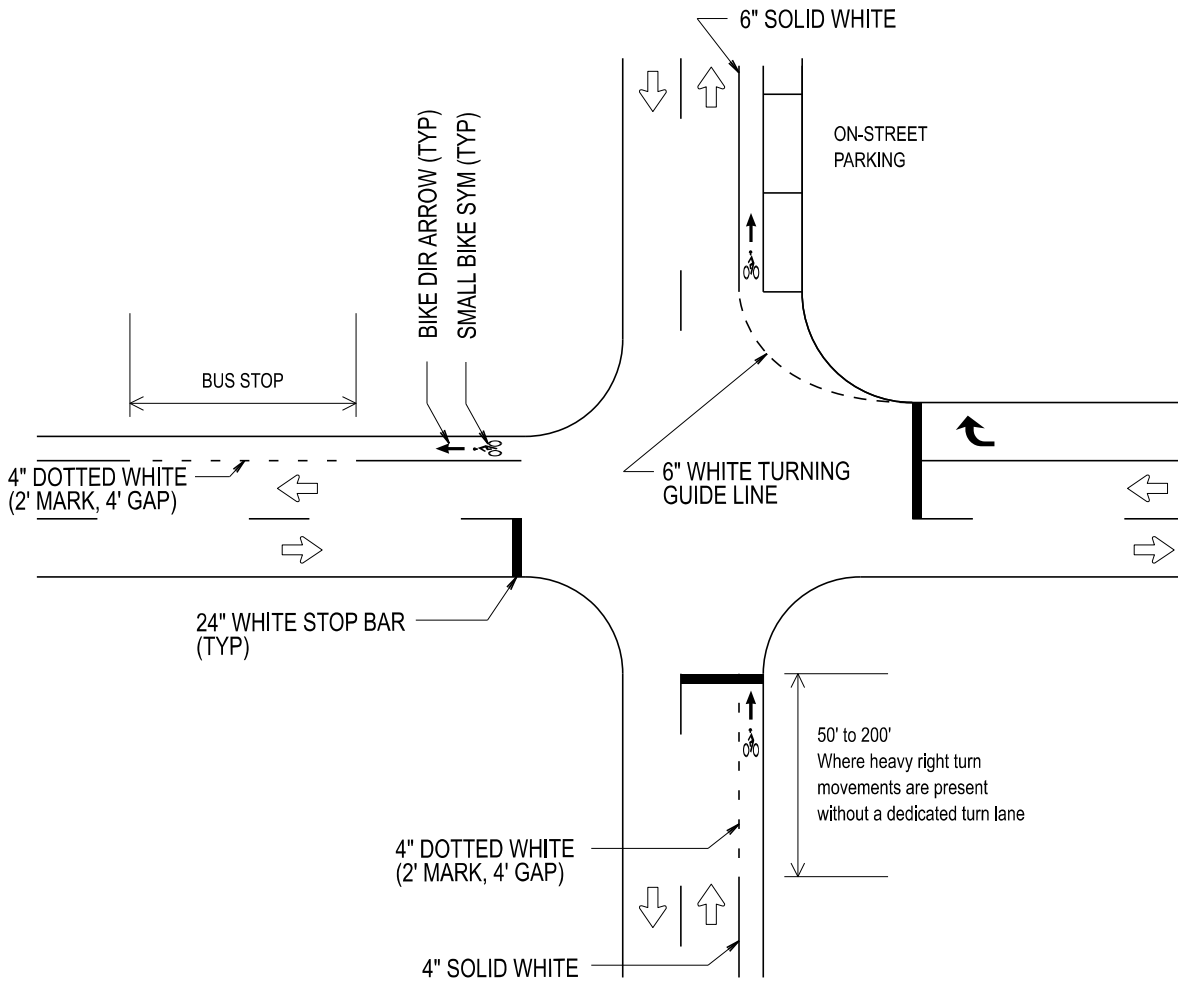 6" SOLID WHITE
ON-STREET
PARKING
BIKE DIR ARROW (TYP)
SMALL BIKE SYM (TYP)
BUS STOP
4" DOTTED WHITE
(2' MARK, 4' GAP)
6" WHITE TURNING
GUIDE LINE
24" WHITE STOP BAR
(TYP)
50' to 200'
Where heavy right turn
movements are present
without a dedicated turn lane
4" DOTTED WHITE
(2' MARK, 4' GAP)
4" SOLID WHITE